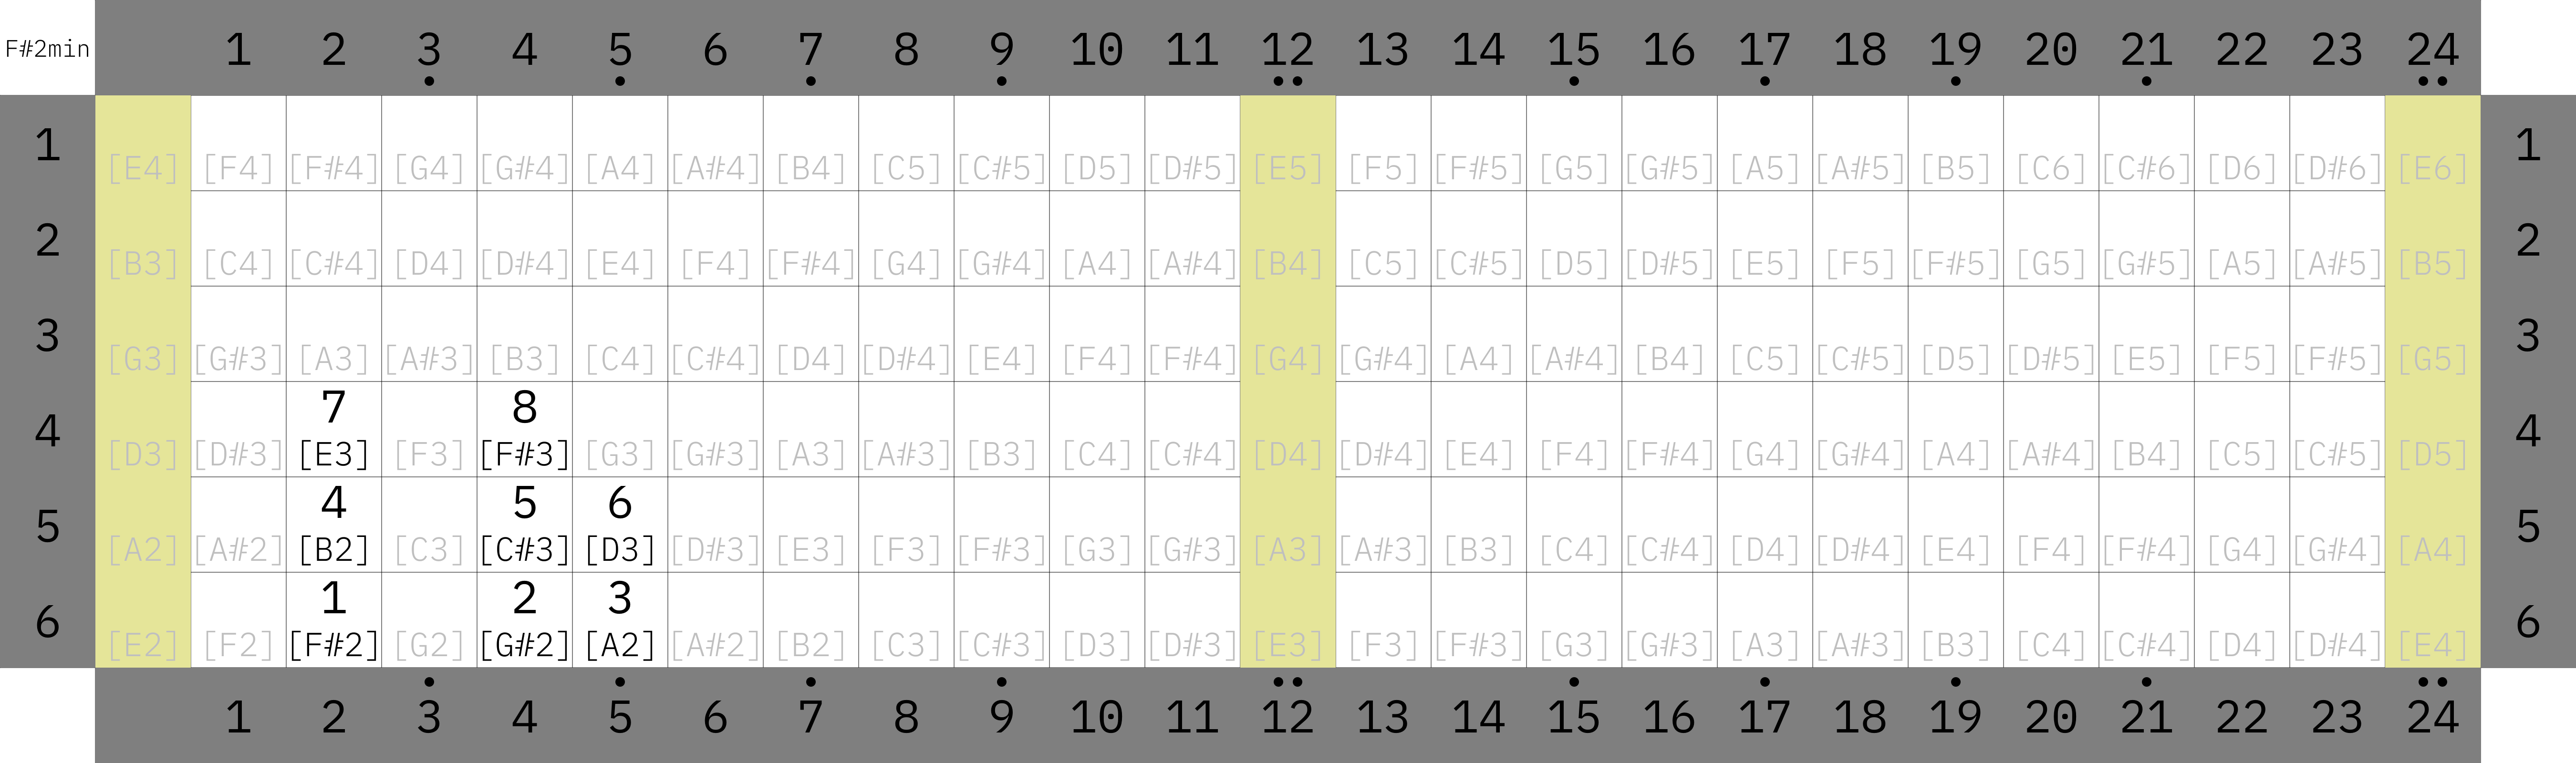 F#2min 1 2 3 4 5 6 7 8 9 10 11 12 13 14 15 16 17 18 19 20 21 22 23 24
1 [E4] [F4] [F#4] [G4] [G#4] [A4] [A#4] [B4] [C5] [C#5] [D5] [D#5] [E5] [F5] [F#5] [G5] [G#5] [A5] [A#5] [B5] [C6] [C#6] [D6] [D#6] [E6] 1
2 [B3] [C4] [C#4] [D4] [D#4] [E4] [F4] [F#4] [G4] [G#4] [A4] [A#4] [B4] [C5] [C#5] [D5] [D#5] [E5] [F5] [F#5] [G5] [G#5] [A5] [A#5] [B5] 2
3 [G3] [G#3] [A3] [A#3] [B3] [C4] [C#4] [D4] [D#4] [E4] [F4] [F#4] [G4] [G#4] [A4] [A#4] [B4] [C5] [C#5] [D5] [D#5] [E5] [F5] [F#5] [G5] 3
7 8
4 [D3] [D#3] [E3] [F3] [F#3] [G3] [G#3] [A3] [A#3] [B3] [C4] [C#4] [D4] [D#4] [E4] [F4] [F#4] [G4] [G#4] [A4] [A#4] [B4] [C5] [C#5] [D5] 4
4 5 6
5 [A2] [A#2] [B2] [C3] [C#3] [D3] [D#3] [E3] [F3] [F#3] [G3] [G#3] [A3] [A#3] [B3] [C4] [C#4] [D4] [D#4] [E4] [F4] [F#4] [G4] [G#4] [A4] 5
1 2 3
6 [E2] [F2] [F#2] [G2] [G#2] [A2] [A#2] [B2] [C3] [C#3] [D3] [D#3] [E3] [F3] [F#3] [G3] [G#3] [A3] [A#3] [B3] [C4] [C#4] [D4] [D#4] [E4] 6
1 2 3 4 5 6 7 8 9 10 11 12 13 14 15 16 17 18 19 20 21 22 23 24